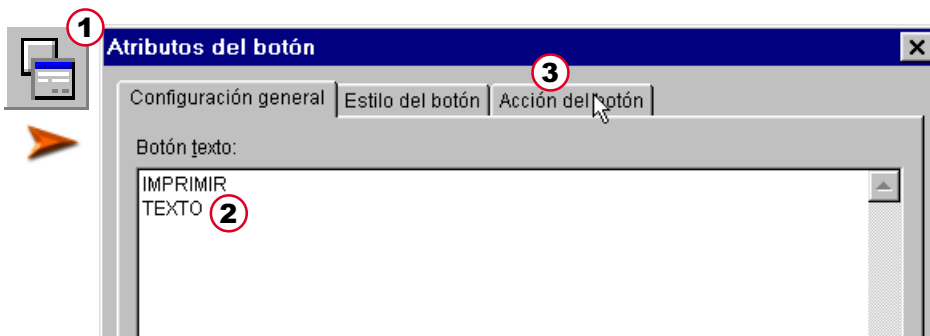 1
Atributos del botón
3
Configuración general Estilo del botón Acción del botón
Botón texto:
IMPRIMIR
TEXTO 2